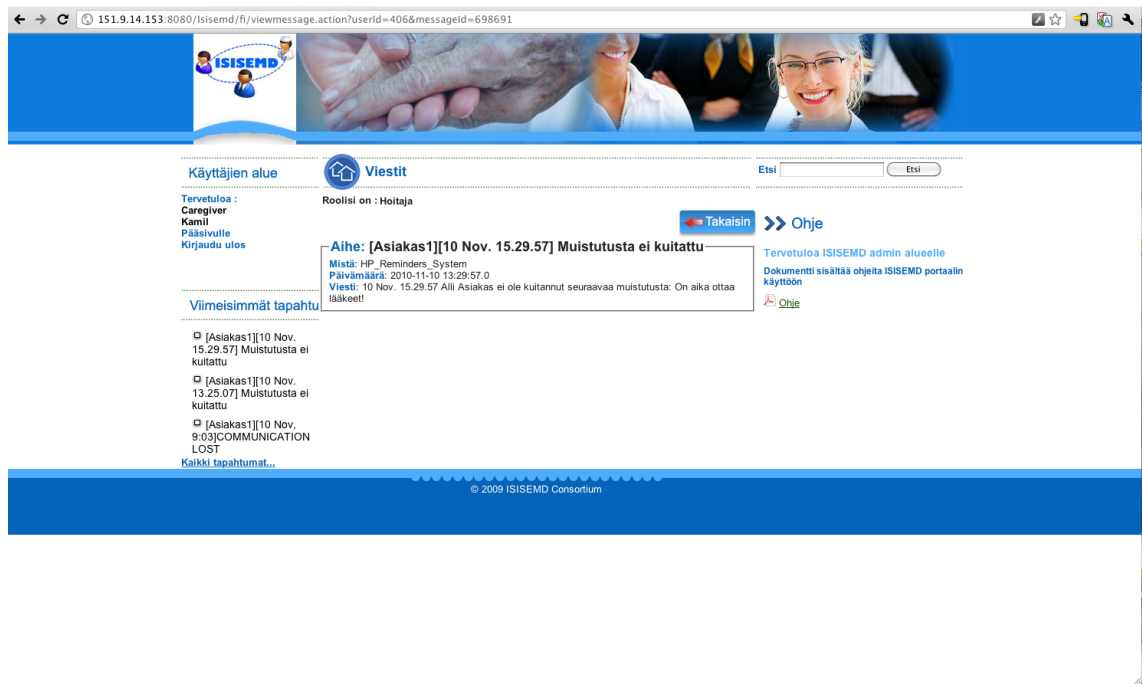 151.9.14.153:8080/Isisemd/fi/viewmessage.action?userId=406&messageId=698691
ISISEMD
Käyttäjien alue
Tervetuloa :
Caregiver
Kamil
Pääsivulle
Kirjaudu ulos
Viimeisimmät tapahtu
[Asiakas1][10 Nov.
15.29.57] Muistutusta ei
kuitattu
[Asiakas1][10 Nov.
13.25.07] Muistutusta ei
kuitattu
[Asiakas1][10 Nov,
9:03]COMMUNICATION
LOST
Kaikki tapahtumat...
Viestit
Roolisi on : Hoitaja
Takaisin
Aihe: [Asiakas1][10 Nov. 15.29.57] Muistutusta ei kuitattu
Mistä: HP_Reminders_System
Päivämäärä: 2010-11-10 13:29:57.0
Viesti: 10 Nov. 15.29.57 Alli Asiakas ei ole kuitannut seuraavaa muistutusta: On aika ottaa
lääkeet!
Etsi Etsi
Ohje
Tervetuloa ISISEMD admin alueelle
Dokumentti sisältää ohjeita ISISEMD portaalin
käyttöön
Ohje
© 2009 ISISEMD Consortium